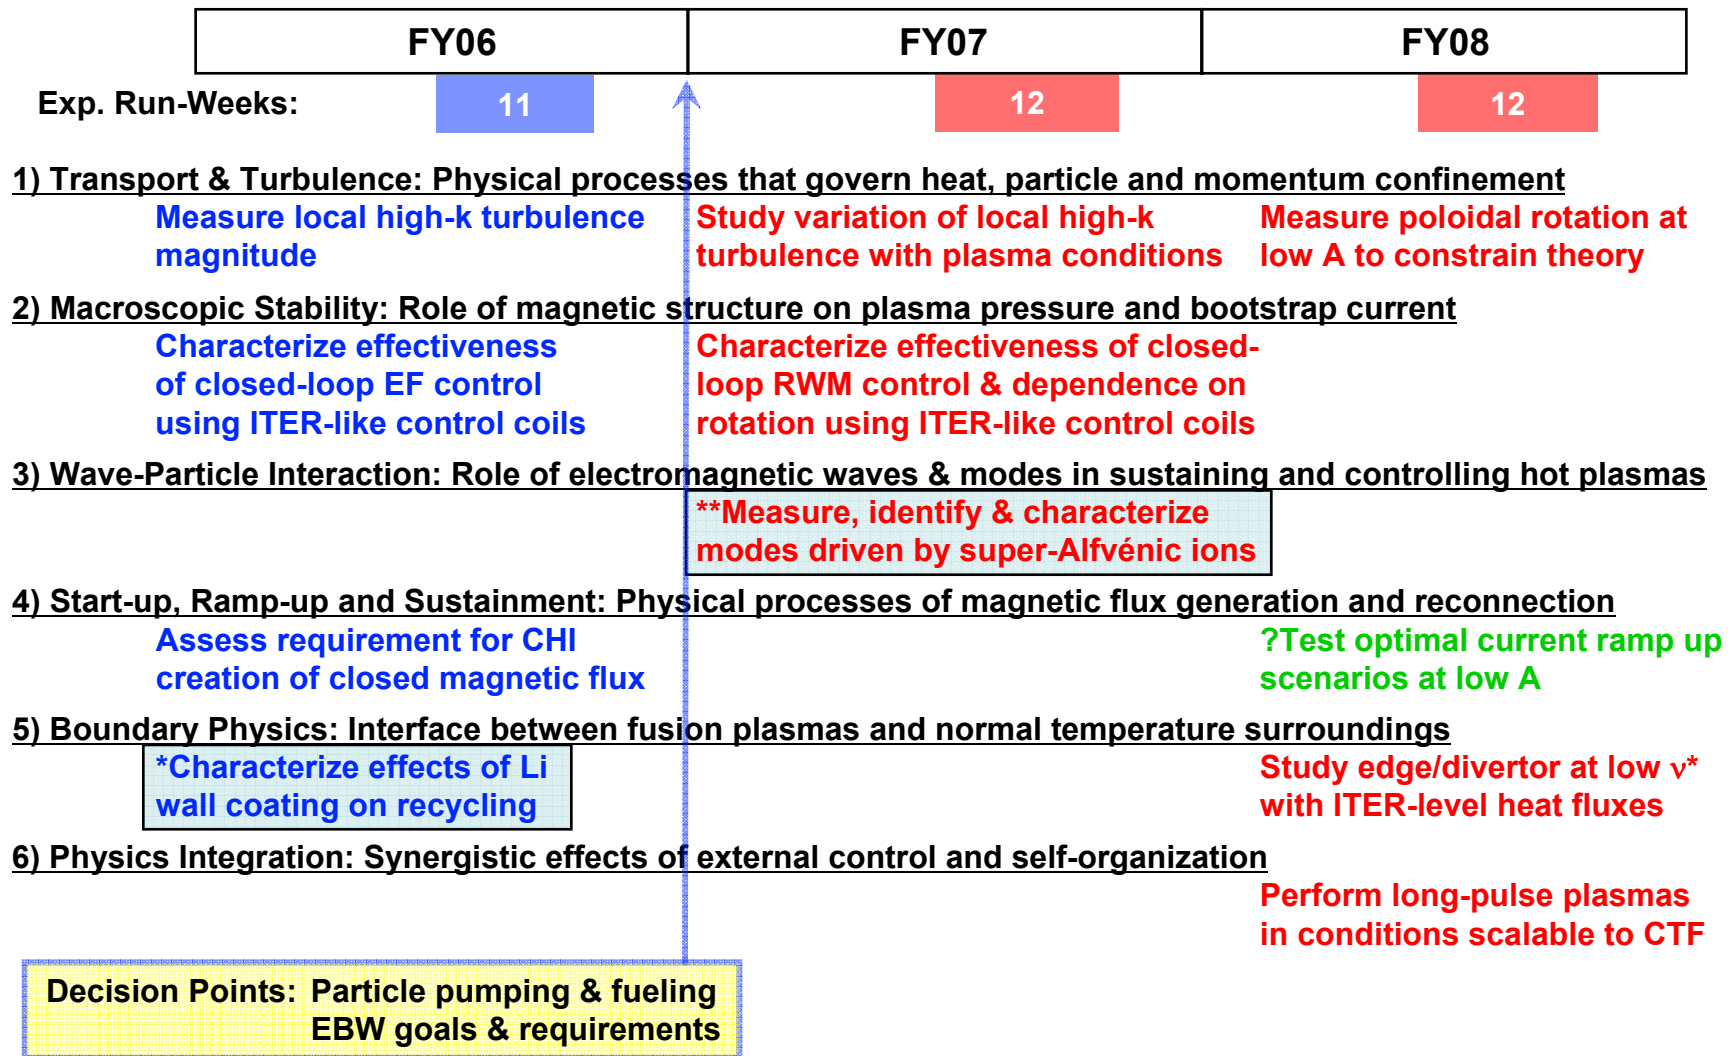 FY06 FY07 FY08
Exp. Run-Weeks: 11 12 12
1) Transport & Turbulence: Physical processes that govern heat, particle and momentum confinement
Measure local high-k turbulence
magnitude
Study variation of local high-k
turbulence with plasma conditions
Measure poloidal rotation at
low A to constrain theory
2) Macroscopic Stability: Role of magnetic structure on plasma pressure and bootstrap current
Characterize effectiveness
of closed-loop EF control
using ITER-like control coils
Characterize effectiveness of closed-
loop RWM control & dependence on
rotation using ITER-like control coils
3) Wave-Particle Interaction: Role of electromagnetic waves & modes in sustaining and controlling hot plasmas
**Measure, identify & characterize
modes driven by super-Alfvénic ions
4) Start-up, Ramp-up and Sustainment: Physical processes of magnetic flux generation and reconnection
Assess requirement for CHI
creation of closed magnetic flux
?Test optimal current ramp up
scenarios at low A
5) Boundary Physics: Interface between fusion plasmas and normal temperature surroundings
*Characterize effects of Li
wall coating on recycling
Study edge/divertor at low ν*
with ITER-level heat fluxes
6) Physics Integration: Synergistic effects of external control and self-organization
Perform long-pulse plasmas
in conditions scalable to CTF
Decision Points: Particle pumping & fueling
EBW goals & requirements